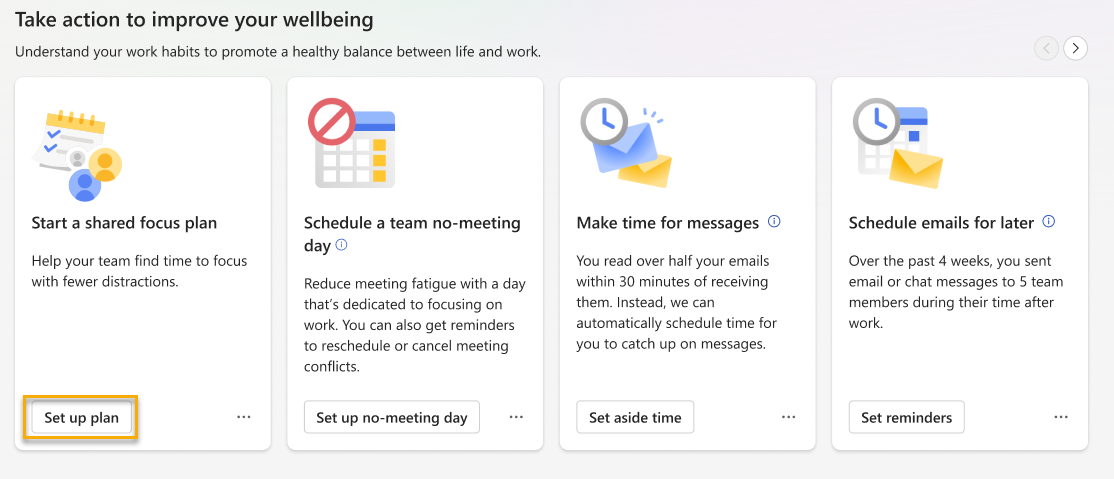 Take action to improve your wellbeing
Understand your work habits to promote a healthy balance between life and work.
Start a shared focus plan
Help your team find time to focus
with fewer distractions.
Set up plan
Schedule a team no-meeting
day
Reduce meeting fatigue with a day
that's dedicated to focusing on
work. You can also get reminders
to reschedule or cancel meeting
conflicts.
Set up no-meeting day
Make time for messages
You read over half your emails
within 30 minutes of receiving
them. Instead, we can
automatically schedule time for
you to catch up on messages.
Set aside time
Schedule emails for later
Over the past 4 weeks, you sent
email or chat messages to 5 team
members during their time after
work.
Set reminders